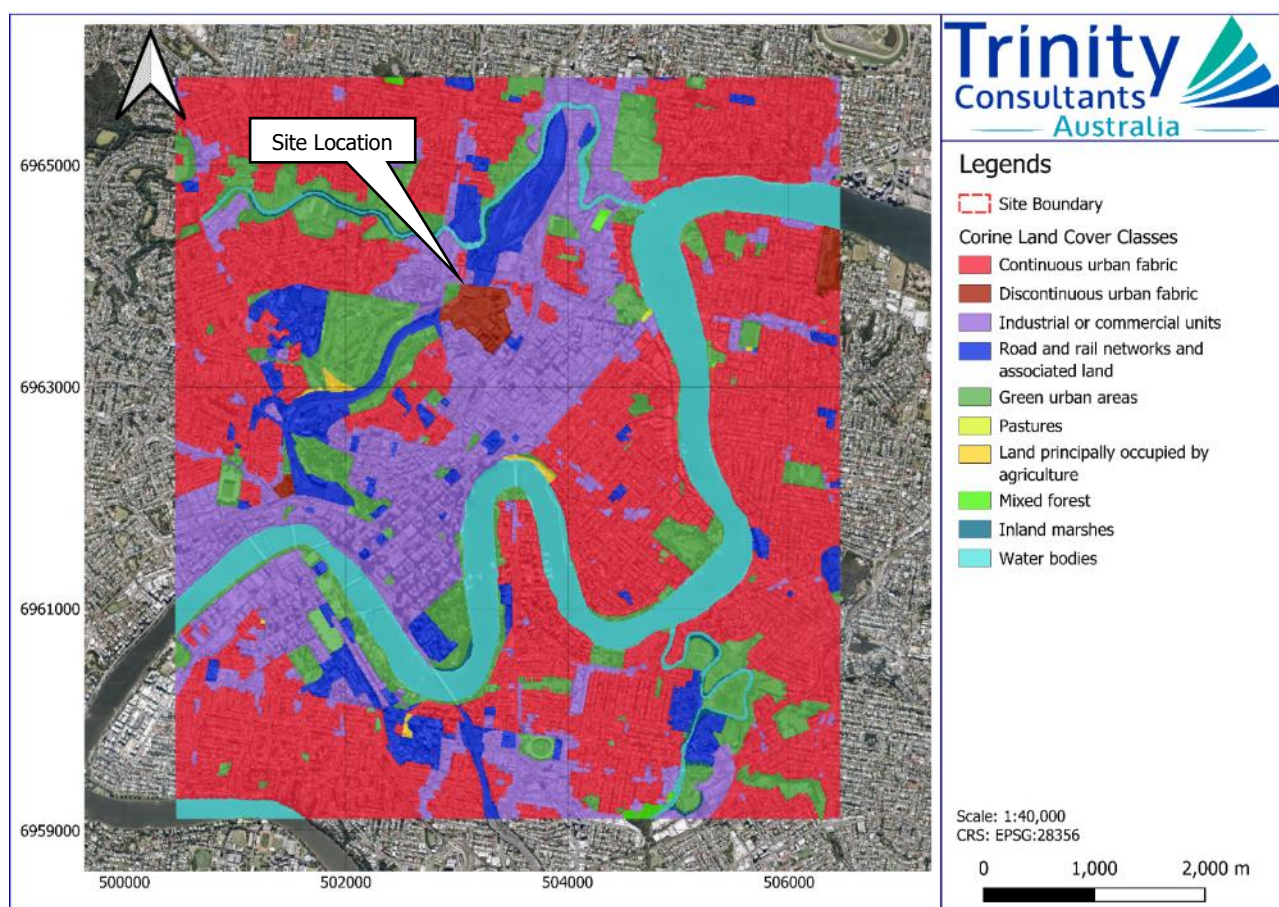 Site Location
6965000
6963000
6961000
6959000
500000
502000
504000
506000
Trinity
Consultants
Australia
Legends
Site Boundary
Corine Land Cover Classes
Continuous urban fabric
Discontinuous urban fabric
Industrial or commercial units
Road and rail networks and
associated land
Green urban areas
Pastures
Land principally occupied by
agriculture
Mixed forest
Inland marshes
Water bodies
Scale: 1:40,000
CRS: EPSG:28356
0 1,000 2,000 m